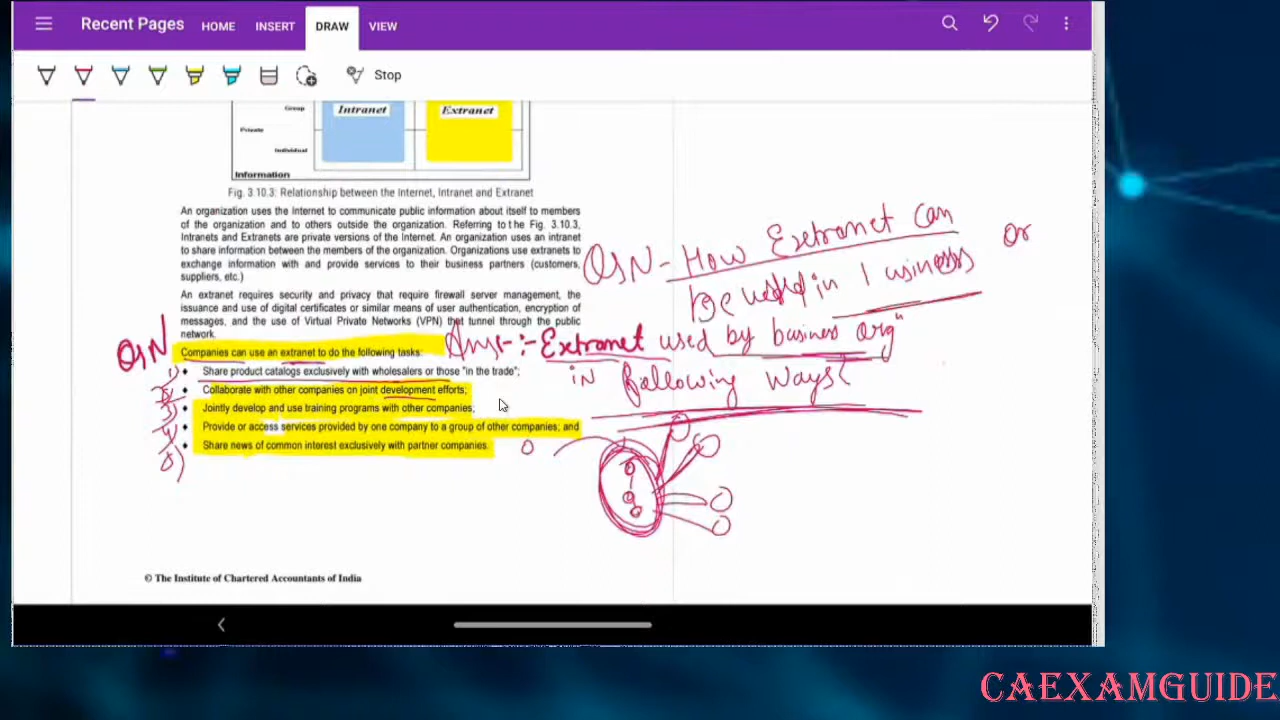 Recent Pages HOME INSERT DRAW VIEW
Stop
Group
Intranet Extranet
Private
Individual
Information
Fig. 3.10.3: Relationship between the Internet, Intranet and Extranet
An organization uses the Internet to communicate public information about itself to members
of the organization and to others outside the organization. Referring to the Fig. 3.10.3,
Intranets and Extranets are private versions of the Internet. An organization uses an intranet
to share information between the members of the organization. Organizations use extranets to
exchange information with and provide services to their business partners (customers,
suppliers, etc.)
An extranet requires security and privacy that require firewall server management, the
issuance and use of digital certificates or similar means of user authentication, encryption of
messages, and the use of Virtual Private Networks (VPN) that tunnel through the public
network.
QSN
Companies can use an extranet to do the following tasks:
1) ♦ Share product catalogs exclusively with wholesalers or those "in the trade";
2) ♦ Collaborate with other companies on joint development efforts;
3) ♦ Jointly develop and use training programs with other companies;
4) ♦ Provide or access services provided by one company to a group of other companies; and
5) ♦ Share news of common interest exclusively with partner companies.
QSN - How Extranet Can or
Be used in
Ans- :- Extranet used by business orgn
in following ways
© The Institute of Chartered Accountants of India
CAEXAMGUIDE